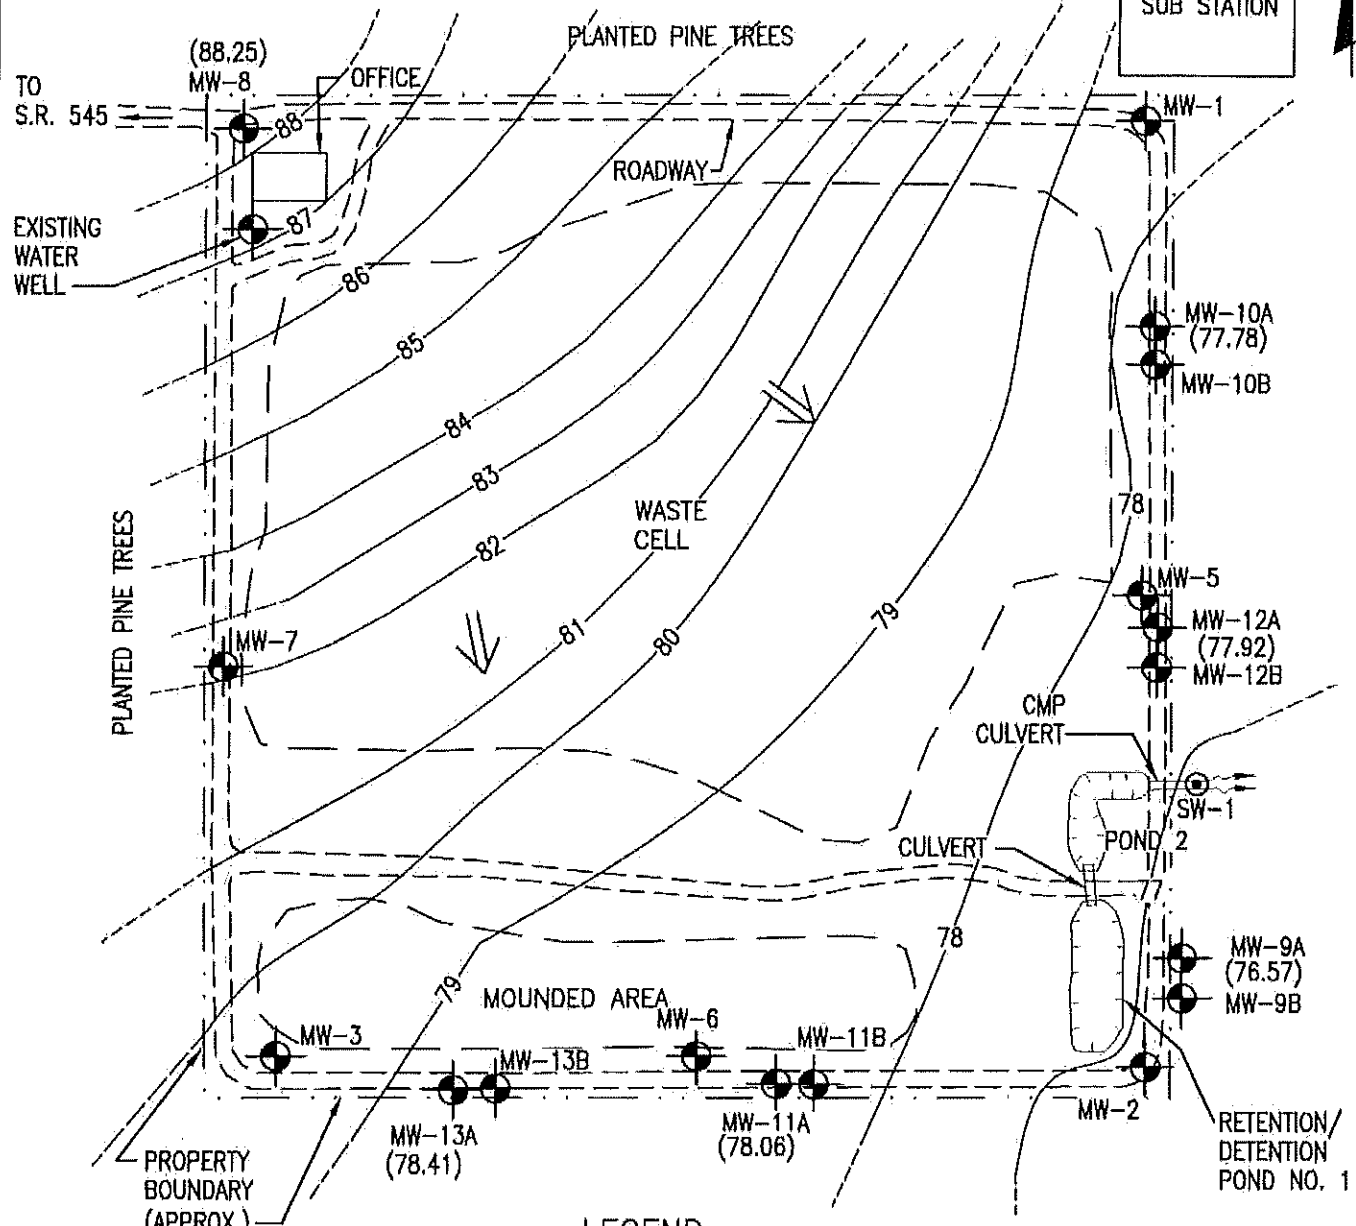 SUB STATION
PLANTED PINE TREES
(88.25)
MW-8
OFFICE
TO
S.R. 545
MW-1
88
ROADWAY
87
EXISTING
WATER
WELL
86
MW-10A
(77.78)
MW-10B
85
84
83
82
WASTE
CELL
78
PLANTED PINE TREES
MW-5
MW-12A
(77.92)
MW-12B
MW-7
81
80
79
CMP
CULVERT
SW-1
CULVERT
POND 2
78
MW-9A
(76.57)
MW-9B
79
MOUNDED AREA
MW-3
MW-13B
MW-6
MW-11B
MW-2
MW-13A
(78.41)
MW-11A
(78.06)
RETENTION/
DETENTION
POND NO. 1
PROPERTY
BOUNDARY
(APPROX.)
LEGEND